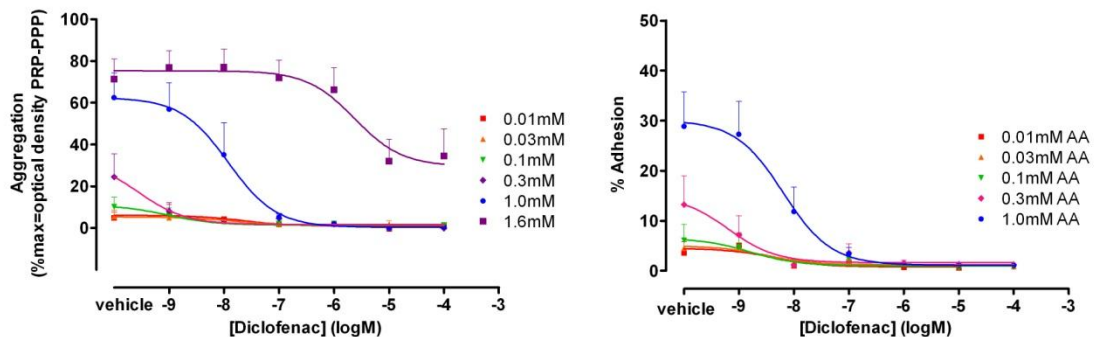 Aggregation
(%max=optical density PRP-PPP)
100
80
60
40
20
0
vehicle -9 -8 -7 -6 -5 -4 -3
[Diclofenac] (logM)
0.01mM
0.03mM
0.1mM
0.3mM
1.0mM
1.6mM
% Adhesion
50
40
30
20
10
0
vehicle -9 -8 -7 -6 -5 -4 -3
[Diclofenac] (logM)
0.01mM AA
0.03mM AA
0.1mM AA
0.3mM AA
1.0mM AA